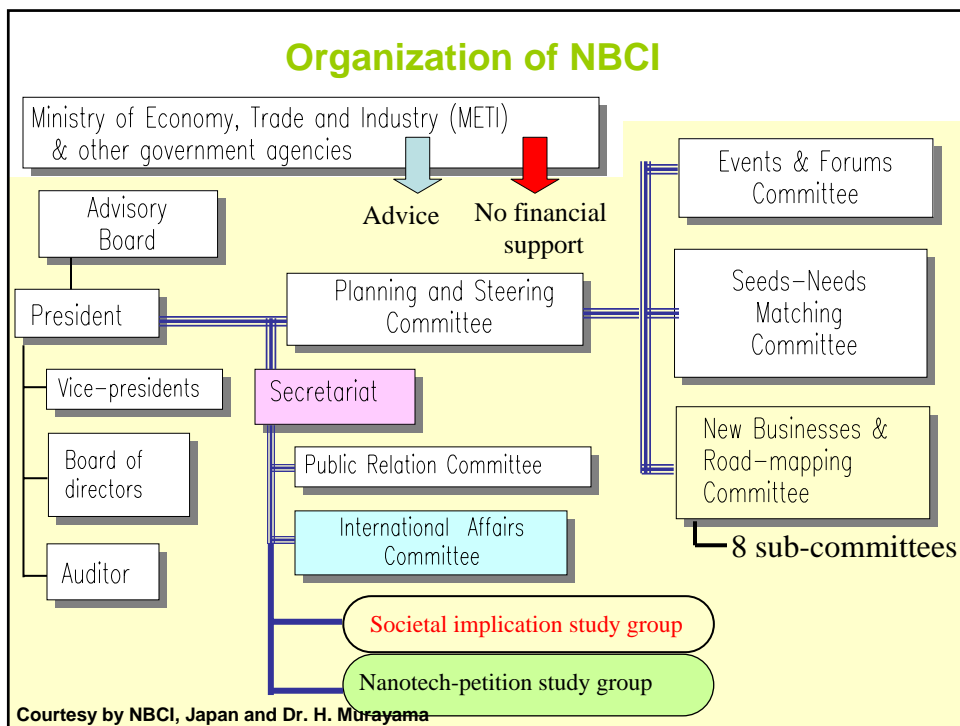 Organization of NBCI
Ministry of Economy, Trade and Industry (METI)
& other government agencies
Advice
No financial
support
Advisory
Board
President
Vice-presidents
Board of
directors
Auditor
Planning and Steering
Committee
Secretariat
Public Relation Committee
International Affairs
Committee
Societal implication study group
Nanotech-petition study group
Events & Forums
Committee
Seeds-Needs
Matching
Committee
New Businesses &
Road-mapping
Committee
8 sub-committees
Courtesy by NBCI, Japan and Dr. H. Murayama